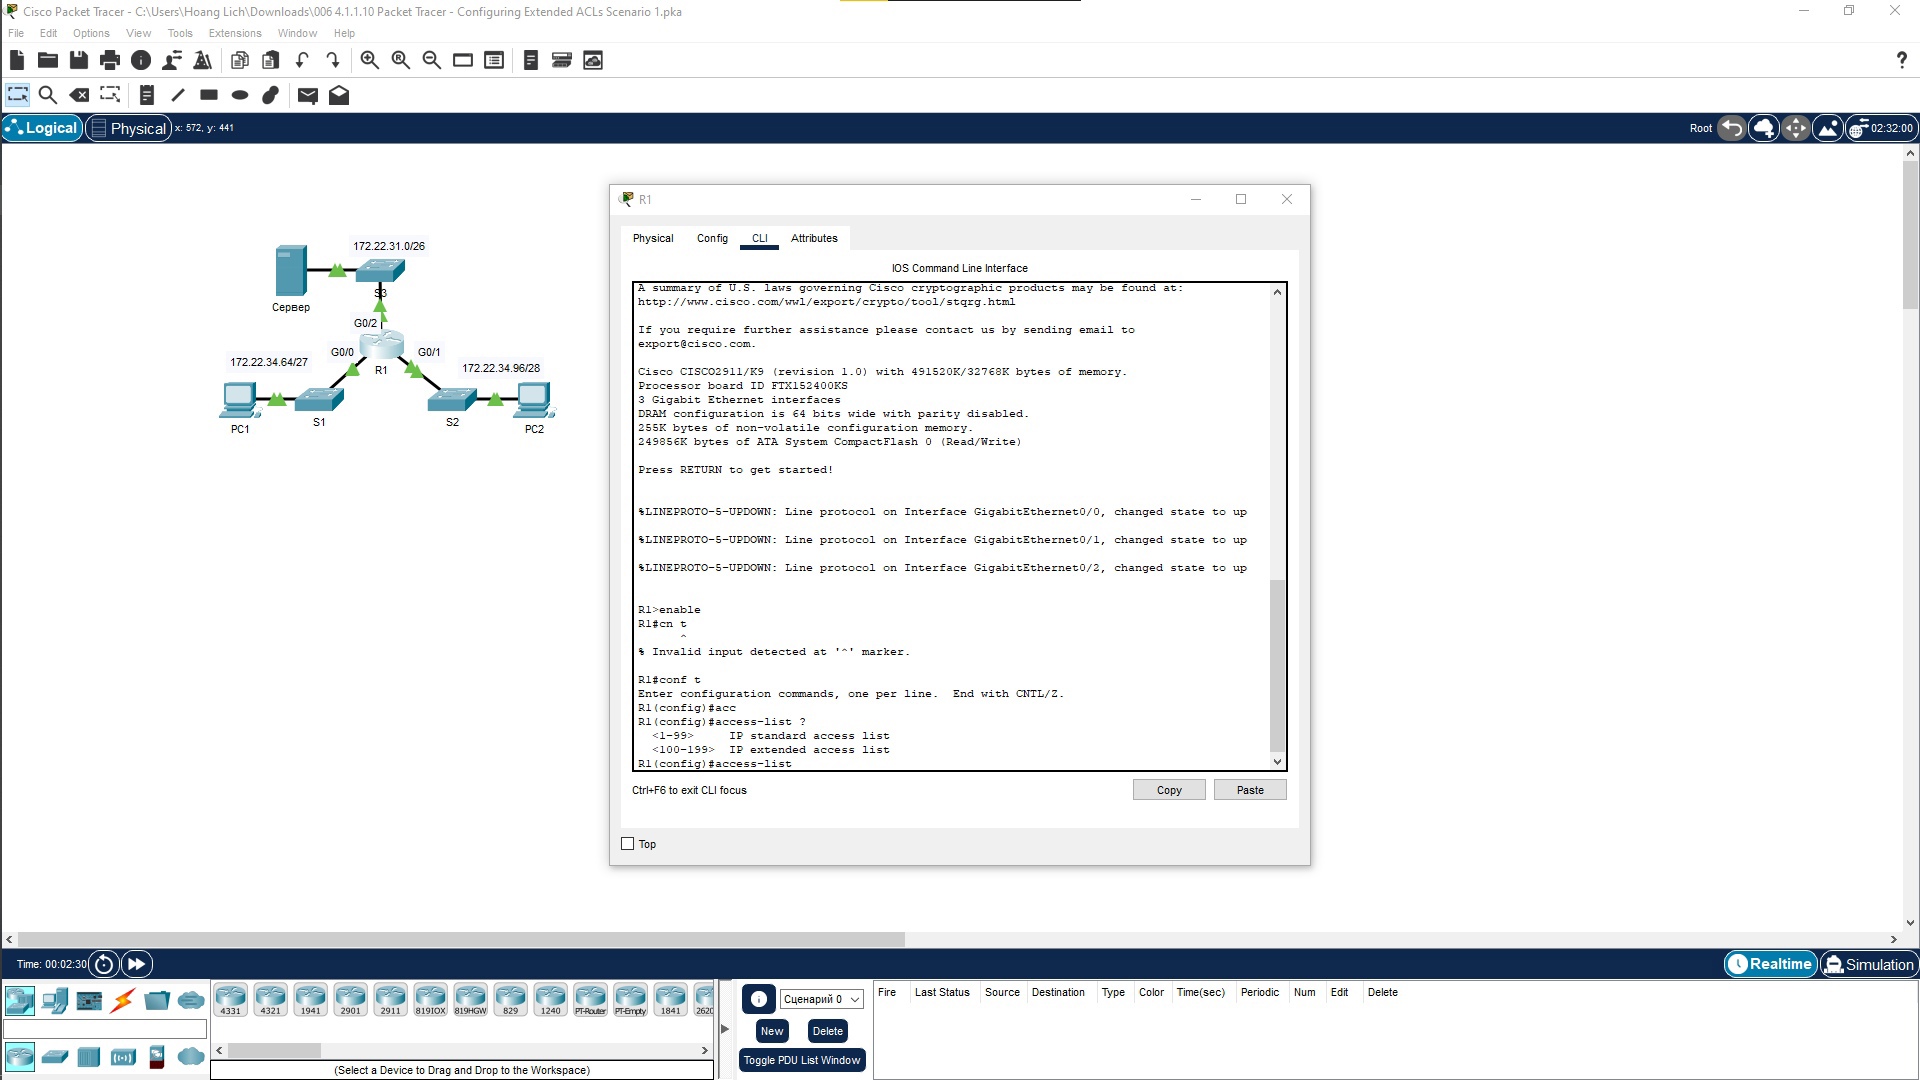 Cisco Packet Tracer - C:\Users\Hoang Lich\Downloads\006 4.1.1.10 Packet Tracer - Configuring Extended ACLs Scenario 1.pka
File Edit Options View Tools Extensions Window Help
Logical Physical x: 572, y: 441
Root 02:32:00
172.22.31.0/26
Сервер
S3
G0/2
G0/0
G0/1
R1
172.22.34.64/27
172.22.34.96/28
PC1
S1
S2
PC2
R1
Physical Config CLI Attributes
IOS Command Line Interface
A summary of U.S. laws governing Cisco cryptographic products may be found at:
http://www.cisco.com/wwl/export/crypto/tool/stqrg.html
If you require further assistance please contact us by sending email to
export@cisco.com.
Cisco CISCO2911/K9 (revision 1.0) with 491520K/32768K bytes of memory.
Processor board ID FTX152400KS
3 Gigabit Ethernet interfaces
DRAM configuration is 64 bits wide with parity disabled.
255K bytes of non-volatile configuration memory.
249856K bytes of ATA System CompactFlash 0 (Read/Write)
Press RETURN to get started!
%LINEPROTO-5-UPDOWN: Line protocol on Interface GigabitEthernet0/0, changed state to up
%LINEPROTO-5-UPDOWN: Line protocol on Interface GigabitEthernet0/1, changed state to up
%LINEPROTO-5-UPDOWN: Line protocol on Interface GigabitEthernet0/2, changed state to up
R1>enable
R1#cn t
^
% Invalid input detected at '^' marker.
R1#conf t
Enter configuration commands, one per line. End with CNTL/Z.
R1(config)#acc
R1(config)#access-list ?
<1-99> IP standard access list
<100-199> IP extended access list
R1(config)#access-list
Ctrl+F6 to exit CLI focus
Copy Paste
Top
Time: 00:02:30
Realtime Simulation
4331 4321 1941 2901 2911 819IOX 819HGW 829 1240 PT-Router PT-Empty 1841 2620
(Select a Device to Drag and Drop to the Workspace)
Сценарий 0
New Delete
Toggle PDU List Window
Fire Last Status Source Destination Type Color Time(sec) Periodic Num Edit Delete